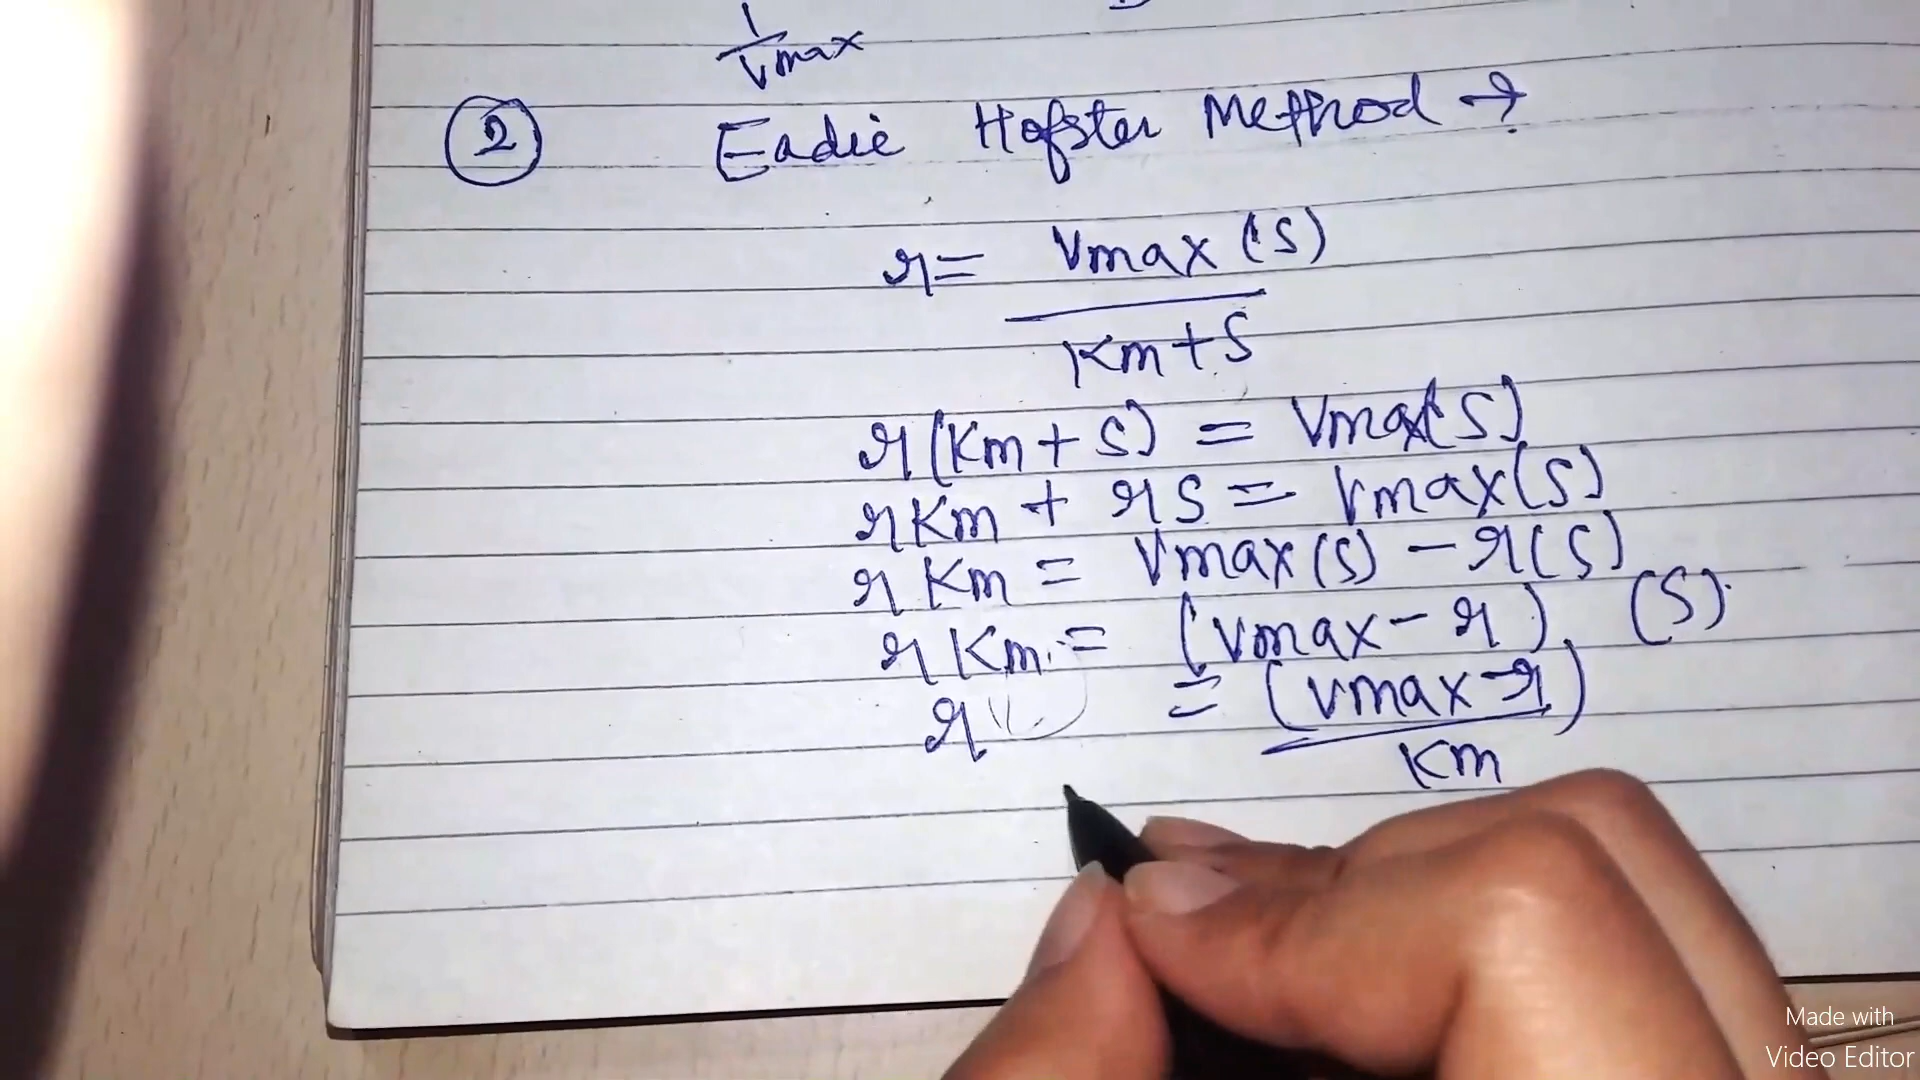 1
Vmax
2 Eadie Hofster Method →
r = Vmax (S)
Km + S
r (Km + S) = Vmax (S)
r Km + r S = Vmax (S)
r Km = Vmax (S) - r (S)
r Km = (Vmax - r) (S)
r = (Vmax - r)
Km
Made with
Video Editor